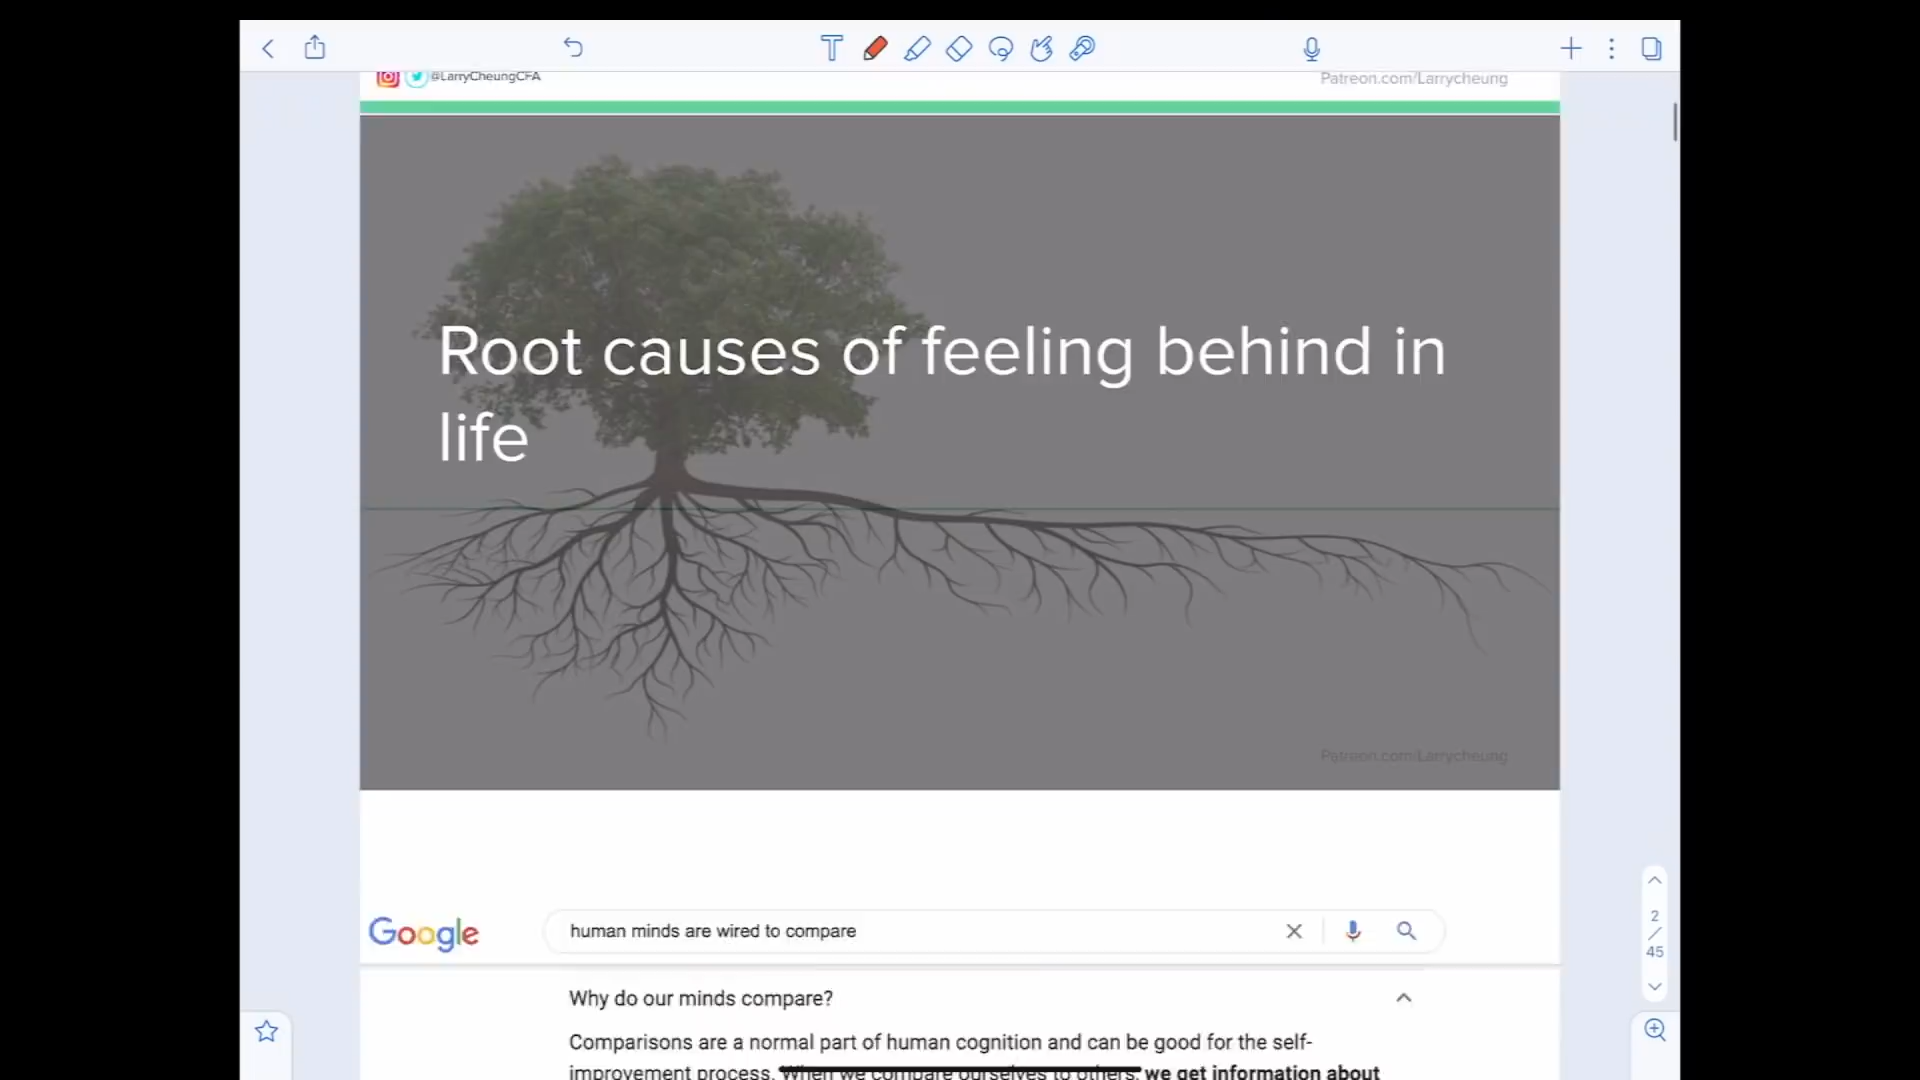 @LarryCheungCFA
Patreon.com/Larrycheung
Root causes of feeling behind in
life
Patreon.com/Larrycheung
Google
human minds are wired to compare
2
/
45
Why do our minds compare?
Comparisons are a normal part of human cognition and can be good for the self-
improvement process. When we compare ourselves to others, we get information about